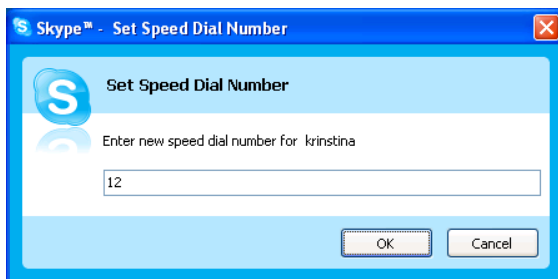 Skype™ - Set Speed Dial Number
Set Speed Dial Number
Enter new speed dial number for krinstina
12
OK Cancel